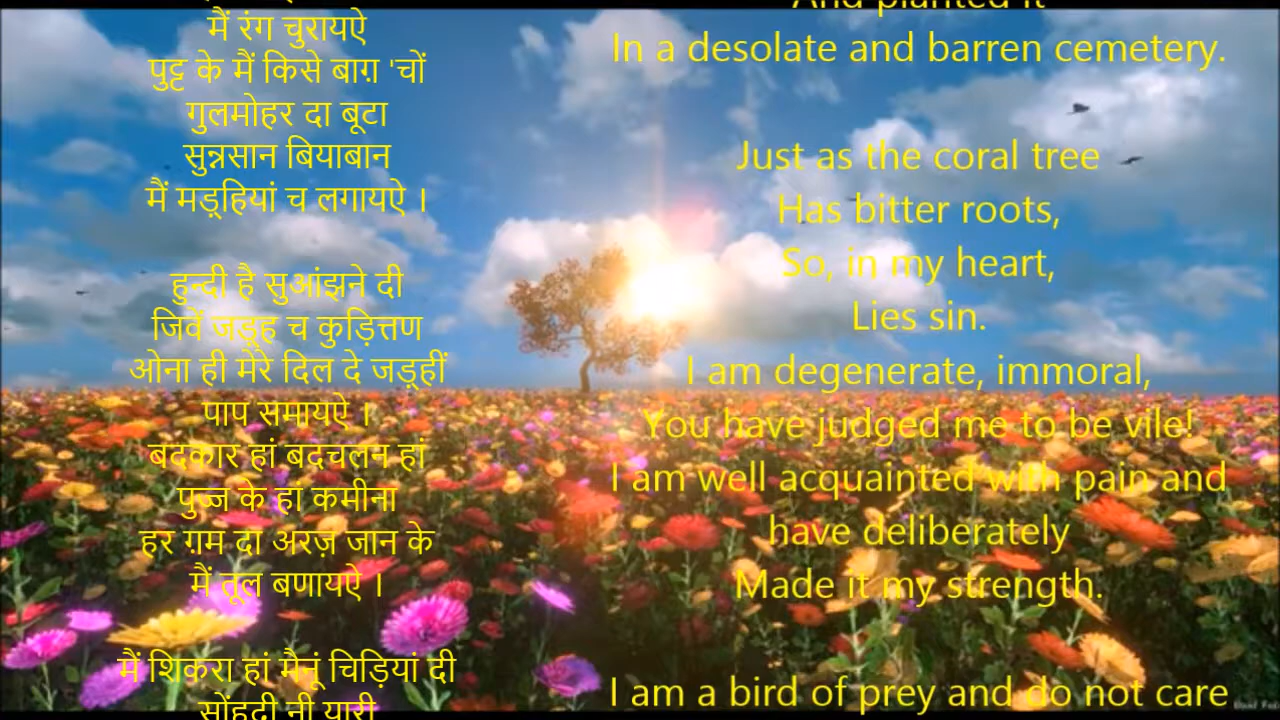 मैं रंग चुरायऐ
पुट्ट के मैं किसे बाग़ 'चों
गुलमोहर दा बूटा
सुन्नसान बियाबान
मैं मड़्हियां च लगायऐ ।
हुन्दी है सुआंझने दी
जिवें जड़्ह च कुड़ित्तण
ओना ही मेरे दिल दे जड़्हीं
पाप समायऐ ।
बदकार हां बदचलन हां
पुज्ज के हां कमीना
हर ग़म दा अरज़ जान के
मैं तूल बणायऐ ।
मैं शिकरा हां मैनूं चिड़ियां दी
सोंहदी नी यारी
And planted it
In a desolate and barren cemetery.
Just as the coral tree
Has bitter roots,
So, in my heart,
Lies sin.
I am degenerate, immoral,
You have judged me to be vile!
I am well acquainted with pain and
have deliberately
Made it my strength.
I am a bird of prey and do not care